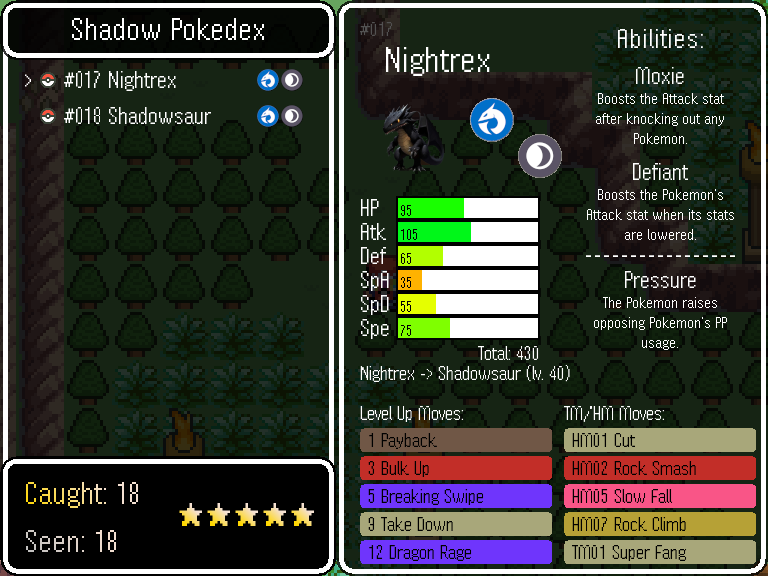 Shadow Pokedex
> #017 Nightrex
#018 Shadowsaur
Caught: 18
Seen: 18
#017
Nightrex
HP 95
Atk 105
Def 65
SpA 35
SpD 55
Spe 75
Total: 430
Nightrex -> Shadowsaur (lv. 40)
Abilities:
Moxie
Boosts the Attack stat
after knocking out any
Pokemon.
Defiant
Boosts the Pokemon's
Attack stat when its stats
are lowered.
Pressure
The Pokemon raises
opposing Pokemon's PP
usage.
Level Up Moves:
1 Payback
3 Bulk Up
5 Breaking Swipe
9 Take Down
12 Dragon Rage
TM/HM Moves:
HM01 Cut
HM02 Rock Smash
HM05 Slow Fall
HM07 Rock Climb
TM01 Super Fang